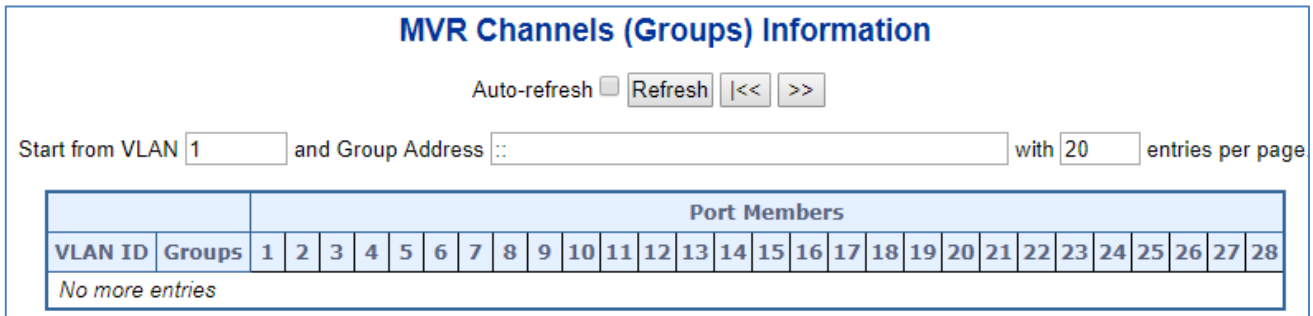 MVR Channels (Groups) Information
Auto-refresh Refresh |<< >>
Start from VLAN 1 and Group Address :: with 20 entries per page.
Port Members
VLAN ID Groups 1 2 3 4 5 6 7 8 9 10 11 12 13 14 15 16 17 18 19 20 21 22 23 24 25 26 27 28
No more entries